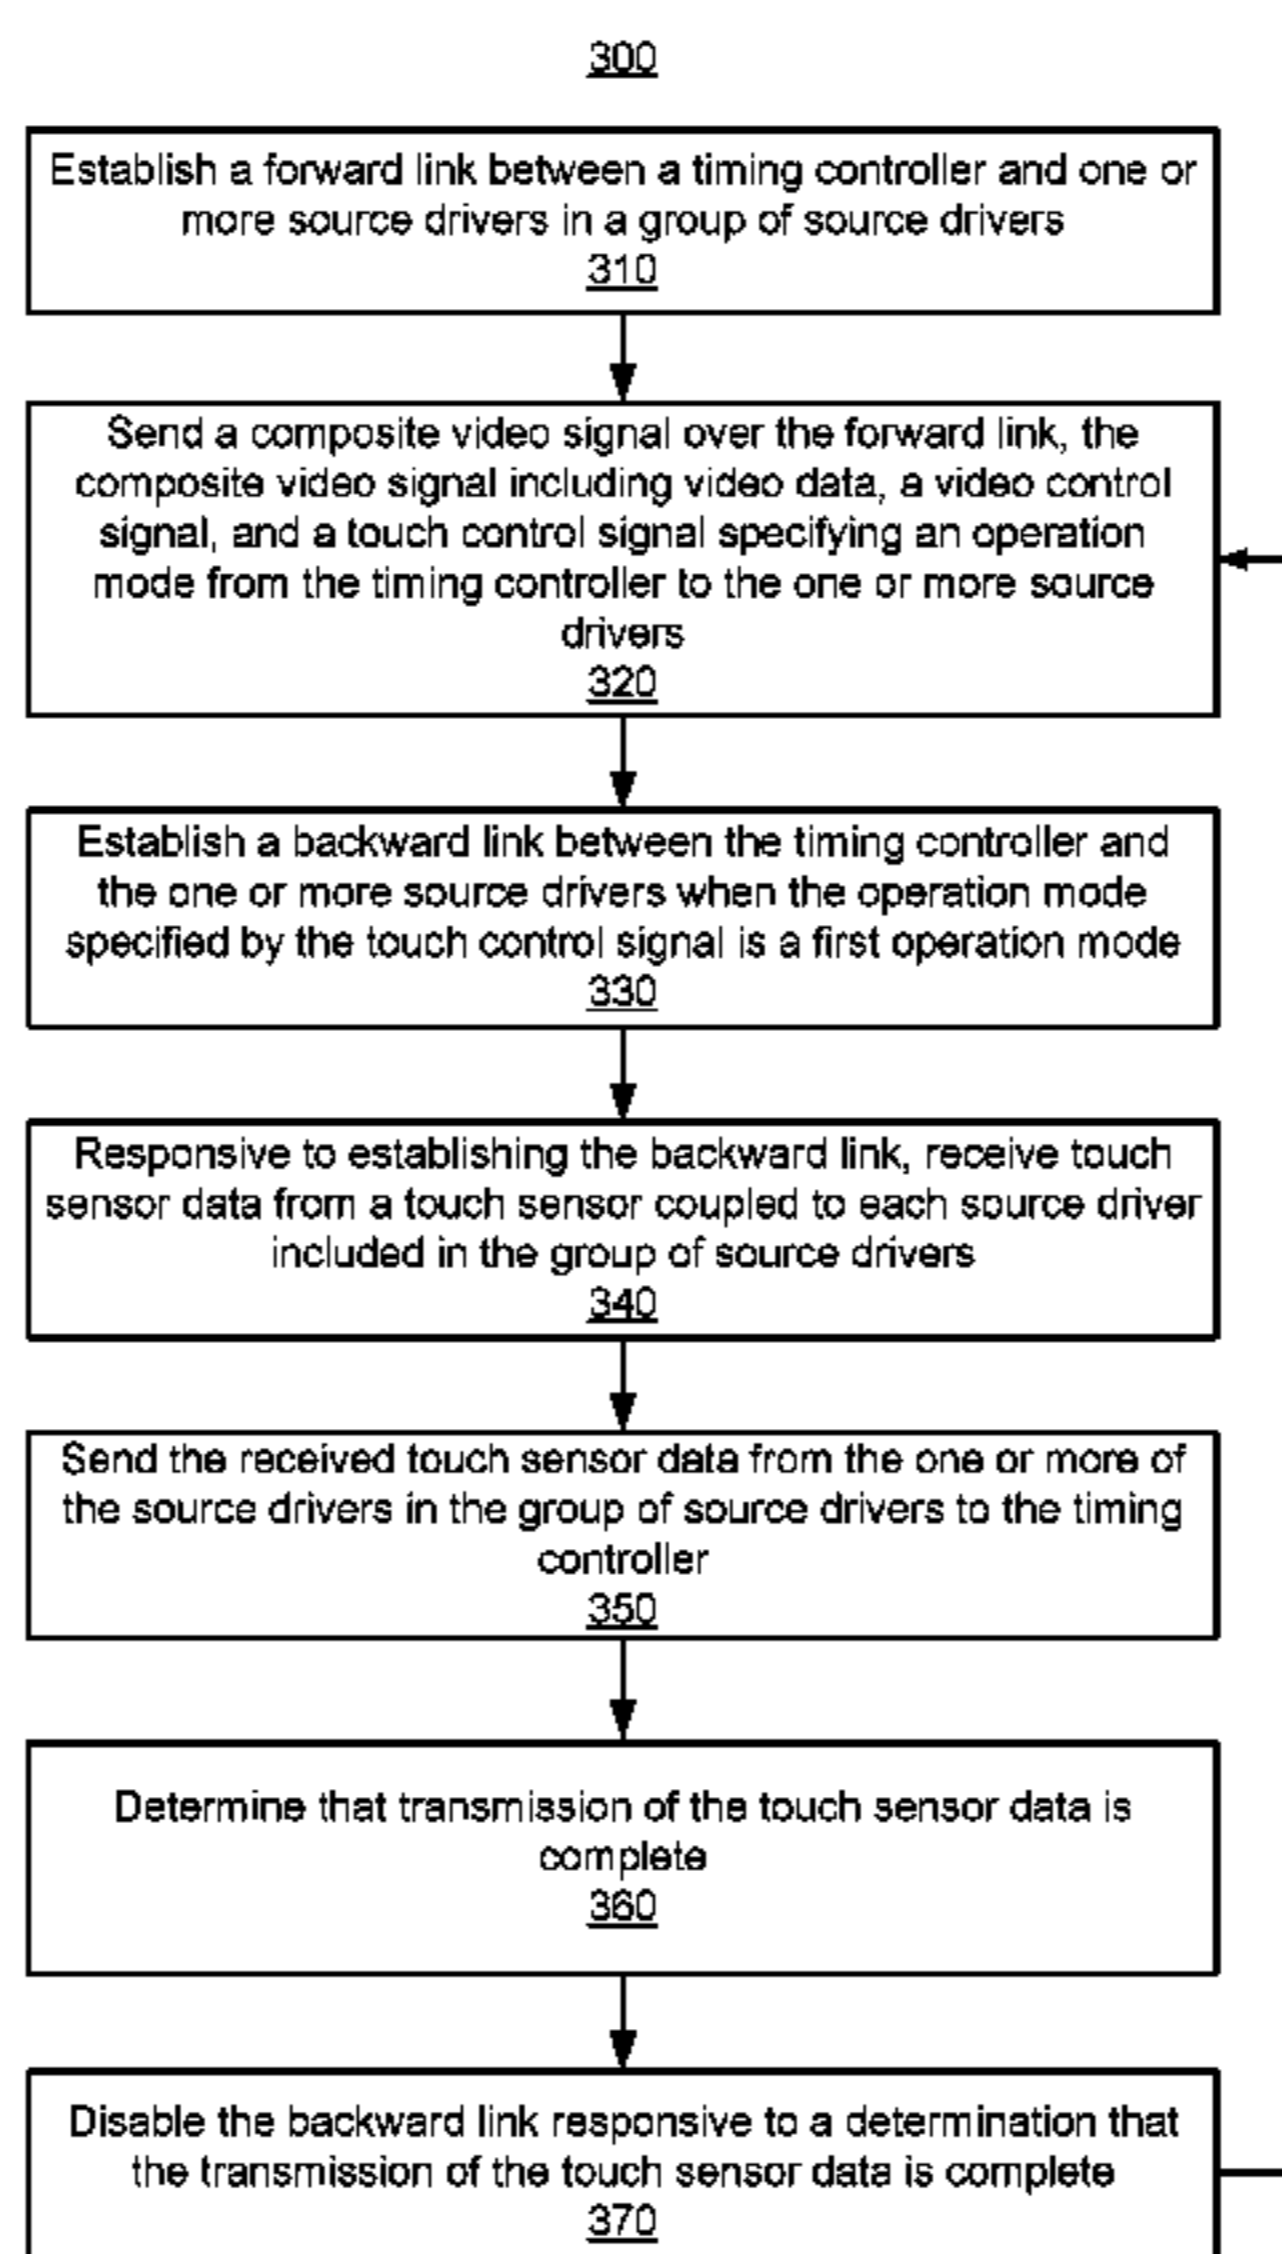 300
Establish a forward link between a timing controller and one or
more source drivers in a group of source drivers
310
Send a composite video signal over the forward link, the
composite video signal including video data, a video control
signal, and a touch control signal specifying an operation
mode from the timing controller to the one or more source
drivers
320
Establish a backward link between the timing controller and
the one or more source drivers when the operation mode
specified by the touch control signal is a first operation mode
330
Responsive to establishing the backward link, receive touch
sensor data from a touch sensor coupled to each source driver
included in the group of source drivers
340
Send the received touch sensor data from the one or more of
the source drivers in the group of source drivers to the timing
controller
350
Determine that transmission of the touch sensor data is
complete
360
Disable the backward link responsive to a determination that
the transmission of the touch sensor data is complete
370